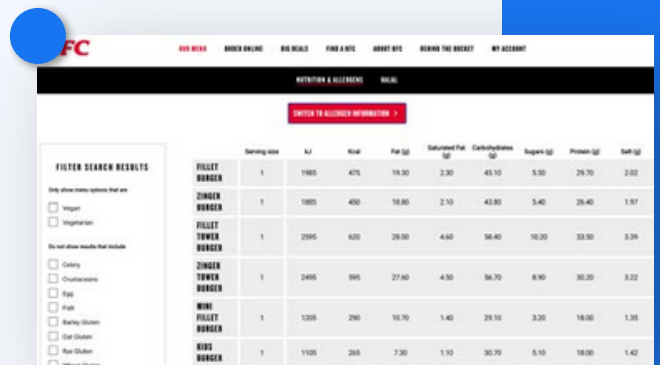 FC
OUR MENU ORDER ONLINE BIG DEALS FIND A KFC ABOUT KFC BEHIND THE BUCKET MY ACCOUNT
NUTRITION & ALLERGENS HALAL
SWITCH TO ALLERGEN INFORMATION >
FILTER SEARCH RESULTS
Only show menu options that are
Vegan
Vegetarian
Do not show results that include
Celery
Crustaceans
Egg
Fish
Barley Gluten
Oat Gluten
Rye Gluten
Wheat Gluten
Serving size kJ Kcal Fat (g) Saturated Fat (g) Carbohydrates (g) Sugars (g) Protein (g) Salt (g)
FILLET BURGER 1 1985 475 19.30 2.30 45.10 5.50 29.70 2.02
ZINGER BURGER 1 1885 450 18.80 2.10 43.80 5.40 26.40 1.97
FILLET TOWER BURGER 1 2595 620 28.00 4.60 58.40 10.20 33.50 3.39
ZINGER TOWER BURGER 1 2495 595 27.60 4.50 56.70 8.90 30.20 3.22
MINI FILLET BURGER 1 1205 290 10.70 1.40 29.10 3.20 18.00 1.35
KIDS BURGER 1 1105 265 7.30 1.10 30.70 5.10 18.00 1.42